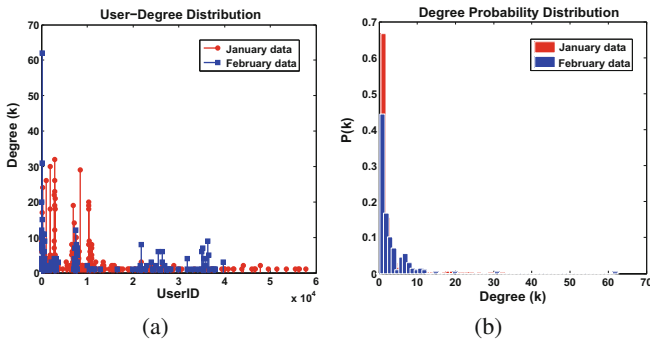 User-Degree Distribution
Degree (k)
70
60
50
40
30
20
10
0
January data
February data
0 1 2 3 4 5 6
x 10^4
UserID
(a)
Degree Probability Distribution
P(k)
0.7
0.6
0.5
0.4
0.3
0.2
0.1
0
January data
February data
0 10 20 30 40 50 60 70
Degree (k)
(b)